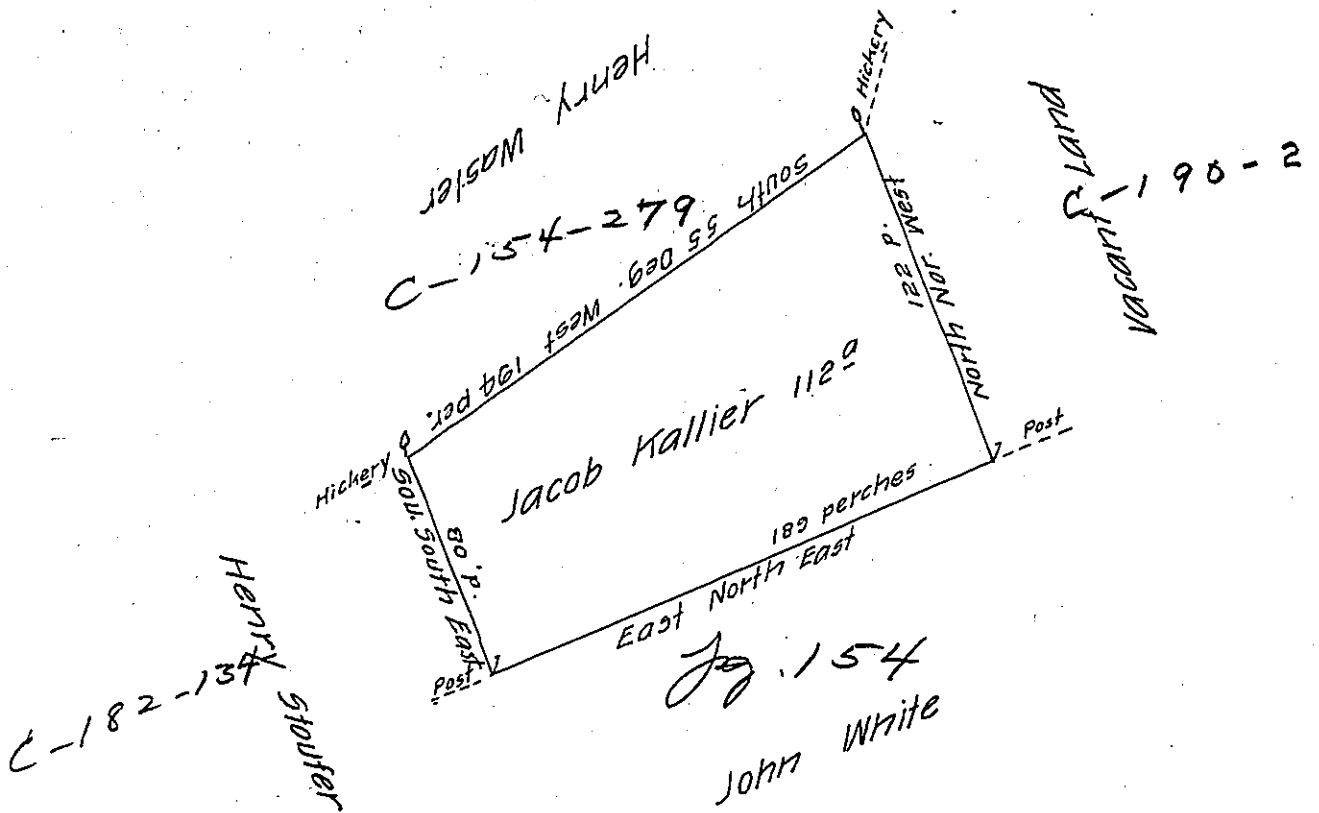 Henry Wasler
C-154-279
Hickery
Vacant Land
C-190-2
South 55 Deg. West 194 per.
North Nor. West
122 p.
Jacob Kallier 112a
Hickery
Post
Sou. South East
80 p.
189 perches
East North East
Post
Henry Stoufer
C-182-134
154
John White